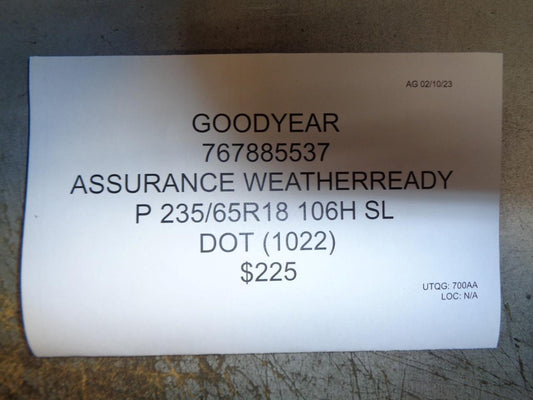 AG 02/10/23
GOODYEAR
767885537
ASSURANCE WEATHERREADY
P 235/65R18 106H SL
DOT (1022)
$225
UTQG: 700AA
LOC: N/A